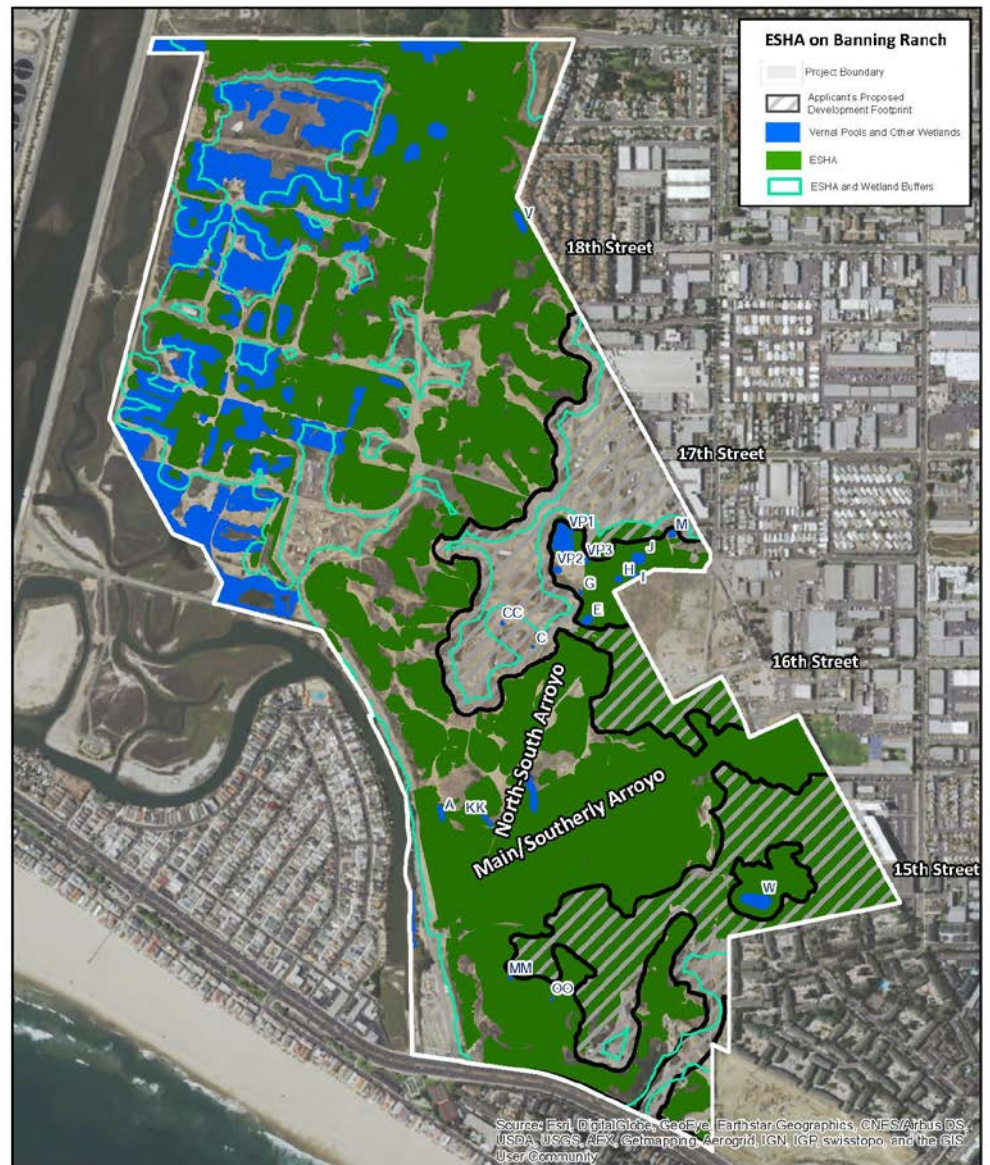 ESHA on Banning Ranch
Project Boundary
Applicant's Proposed
Development Footprint
Vernal Pools and Other Wetlands
ESHA
ESHA and Wetland Buffers
18th Street
17th Street
VP1
M
VP2
VP3
J
H
I
G
E
CC
C
16th Street
North-South Arroyo
A
KK
Main/Southerly Arroyo
15th Street
W
MM
OO
Source: Esri, DigitalGlobe, GeoEye, Earthstar Geographics, CNES/Airbus DS,
USDA, USGS, AEX, Getmapping, Aerogrid, IGN, IGP, swisstopo, and the GIS
User Community